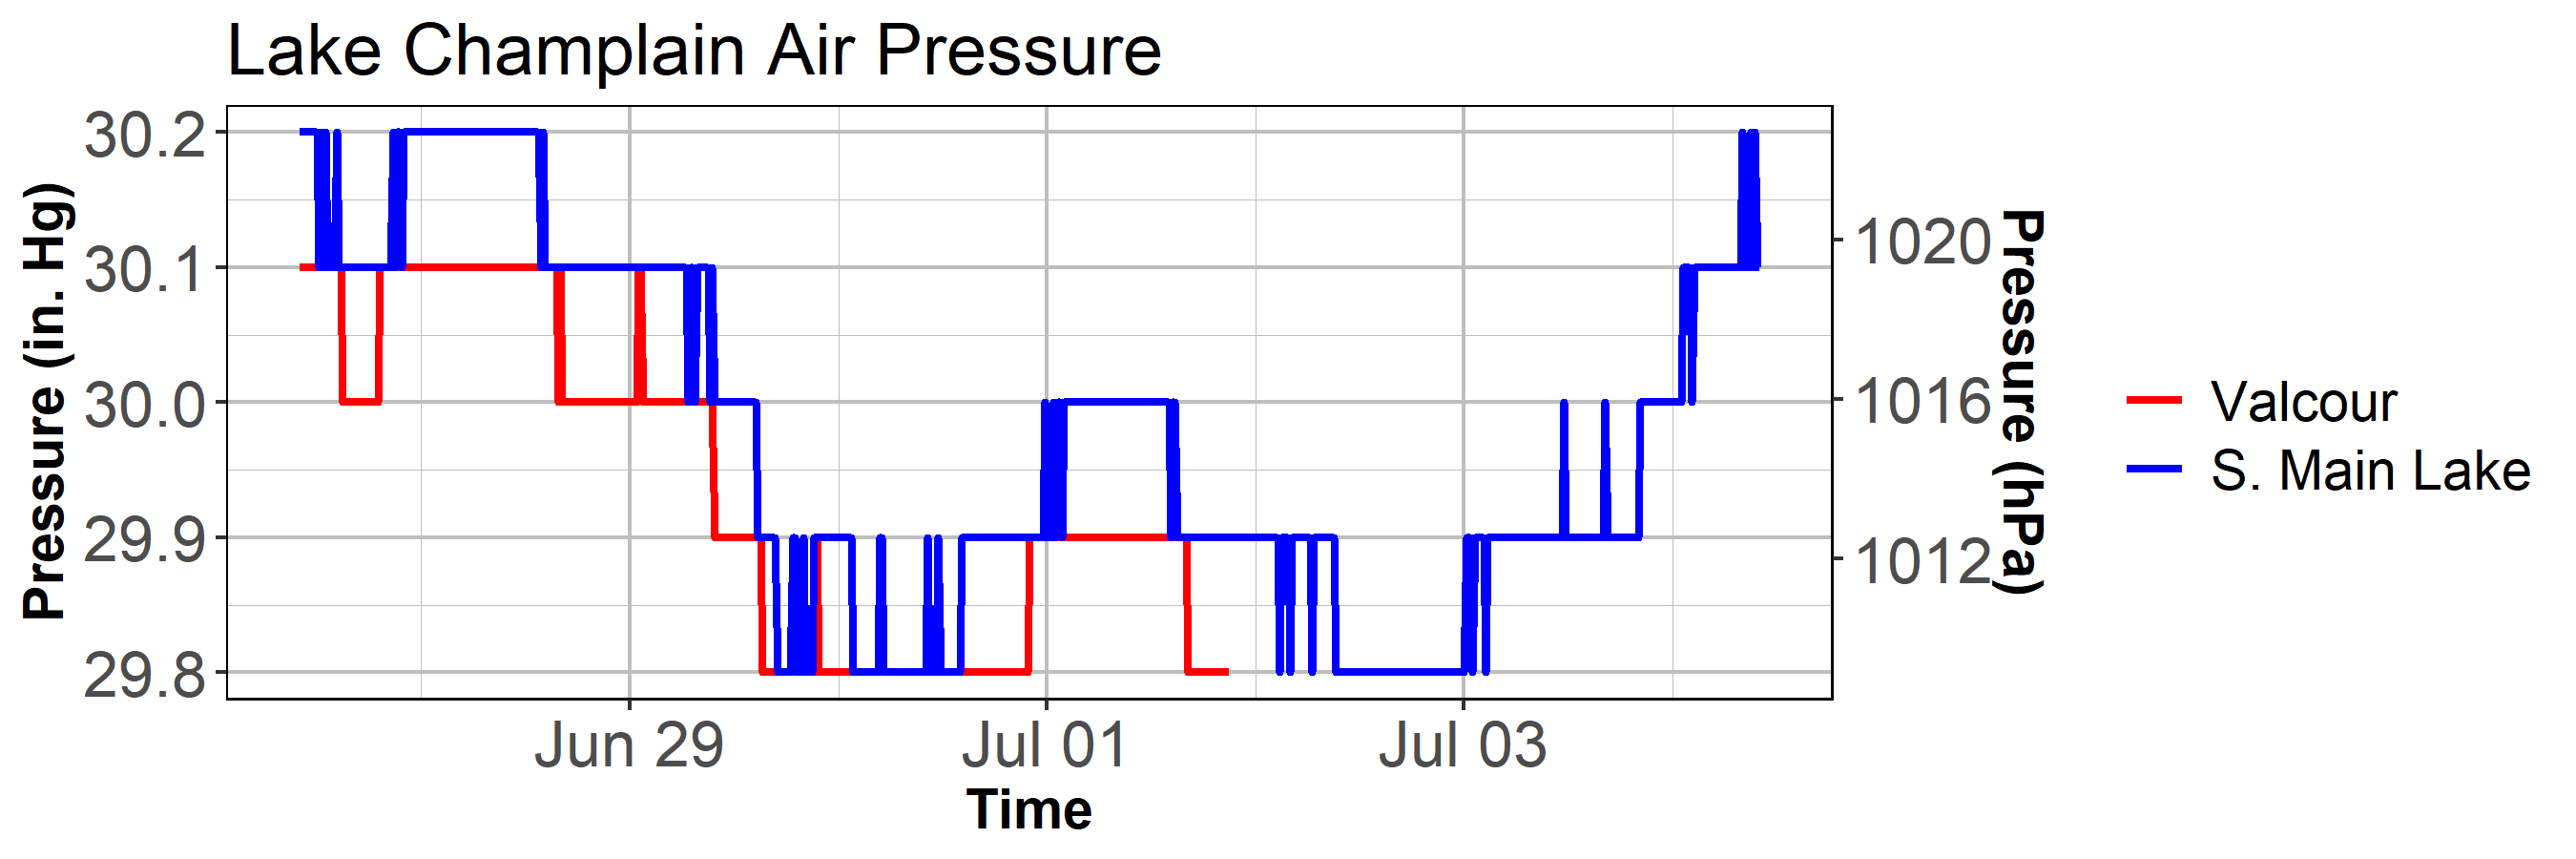 Lake Champlain Air Pressure
30.2
30.1
30.0
29.9
29.8
Pressure (in. Hg)
1020
1016
1012
Pressure (hPa)
Jun 29
Jul 01
Jul 03
Time
Valcour
S. Main Lake